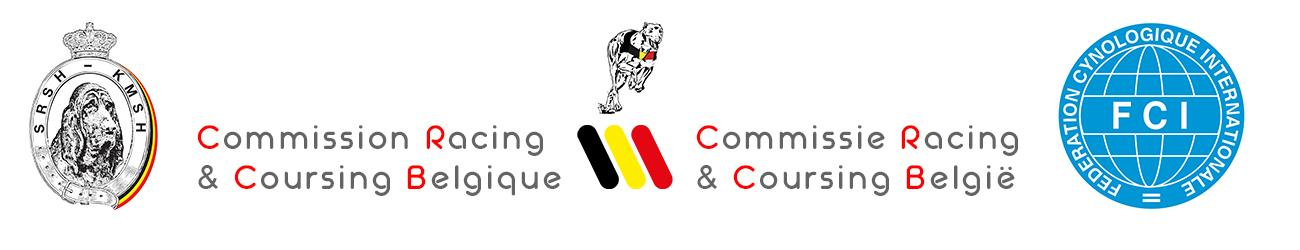 SRSH - KMSH
Commission Racing
& Coursing Belgique
Commissie Racing
& Coursing België
FEDERATION CYNOLOGIQUE INTERNATIONALE
FCI